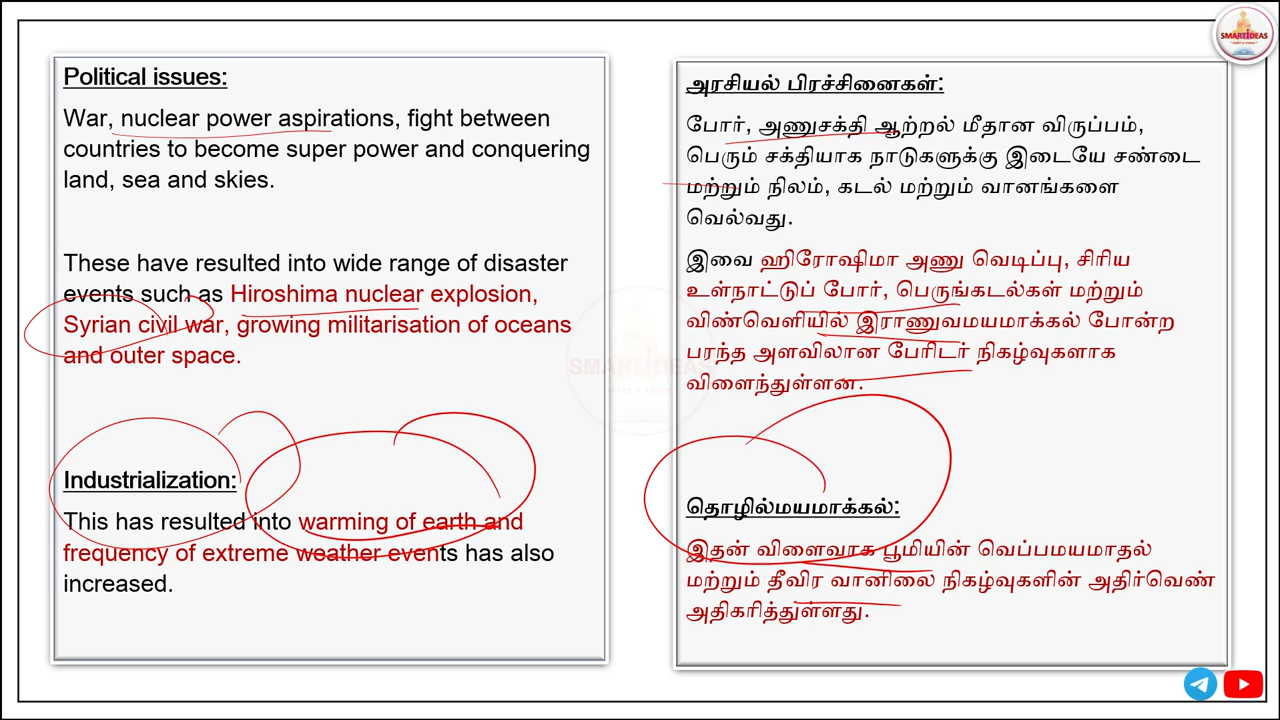 SMARTIDEAS
Political issues:
War, nuclear power aspirations, fight between
countries to become super power and conquering
land, sea and skies.
These have resulted into wide range of disaster
events such as Hiroshima nuclear explosion,
Syrian civil war, growing militarisation of oceans
and outer space.
Industrialization:
This has resulted into warming of earth and
frequency of extreme weather events has also
increased.
அரசியல் பிரச்சினைகள்:
போர், அணுசக்தி ஆற்றல் மீதான விருப்பம்,
பெரும் சக்தியாக நாடுகளுக்கு இடையே சண்டை
மற்றும் நிலம், கடல் மற்றும் வானங்களை
வெல்வது.
இவை ஹிரோஷிமா அணு வெடிப்பு, சிரிய
உள்நாட்டுப் போர், பெருங்கடல்கள் மற்றும்
விண்வெளியில் இராணுவமயமாக்கல் போன்ற
பரந்த அளவிலான பேரிடர் நிகழ்வுகளாக
விளைந்துள்ளன.
தொழில்மயமாக்கல்:
இதன் விளைவாக பூமியின் வெப்பமயமாதல்
மற்றும் தீவிர வானிலை நிகழ்வுகளின் அதிர்வெண்
அதிகரித்துள்ளது.
SMARTIDEAS